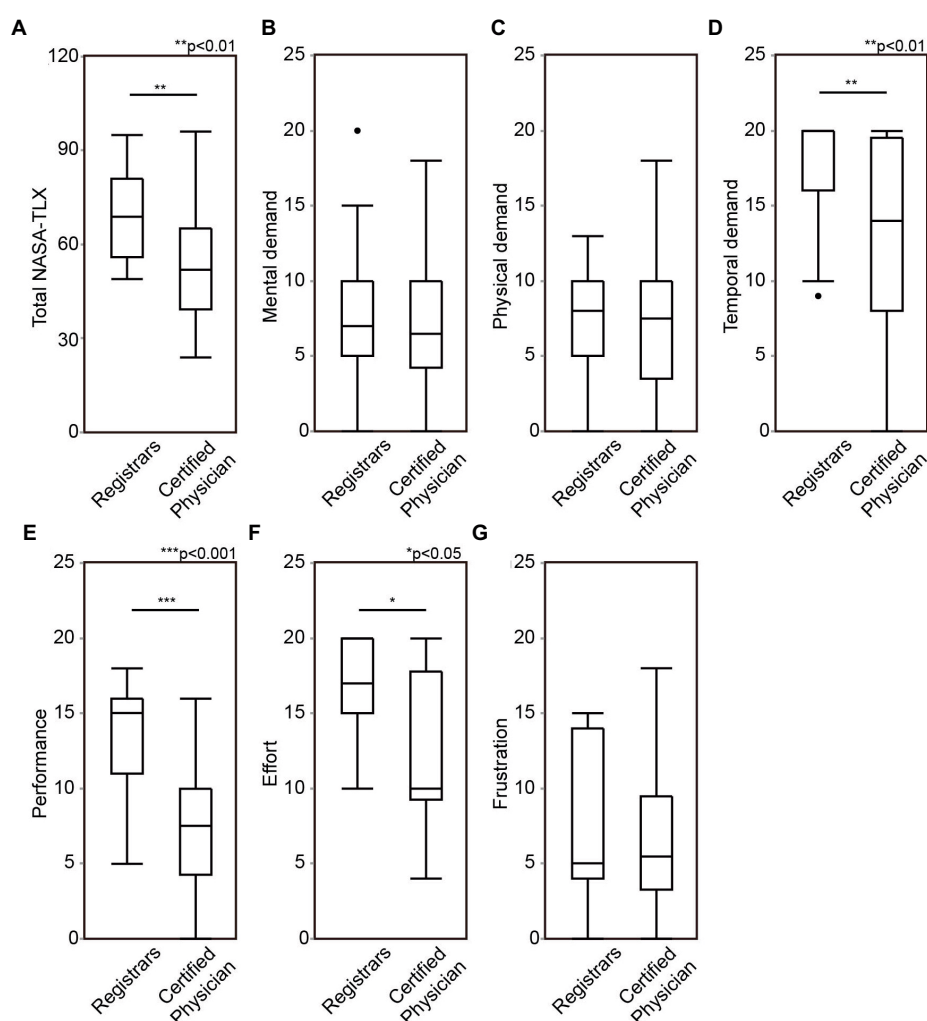 A
**p<0.01
Total NASA-TLX
120
90
60
30
0
**
Registrars
Certified
Physician
B
Mental demand
25
20
15
10
5
0
Registrars
Certified
Physician
C
Physical demand
25
20
15
10
5
0
Registrars
Certified
Physician
D
**p<0.01
Temporal demand
25
20
15
10
5
0
**
Registrars
Certified
Physician
E
***p<0.001
Performance
25
20
15
10
5
0
***
Registrars
Certified
Physician
F
*p<0.05
Effort
25
20
15
10
5
0
*
Registrars
Certified
Physician
G
Frustration
25
20
15
10
5
0
Registrars
Certified
Physician